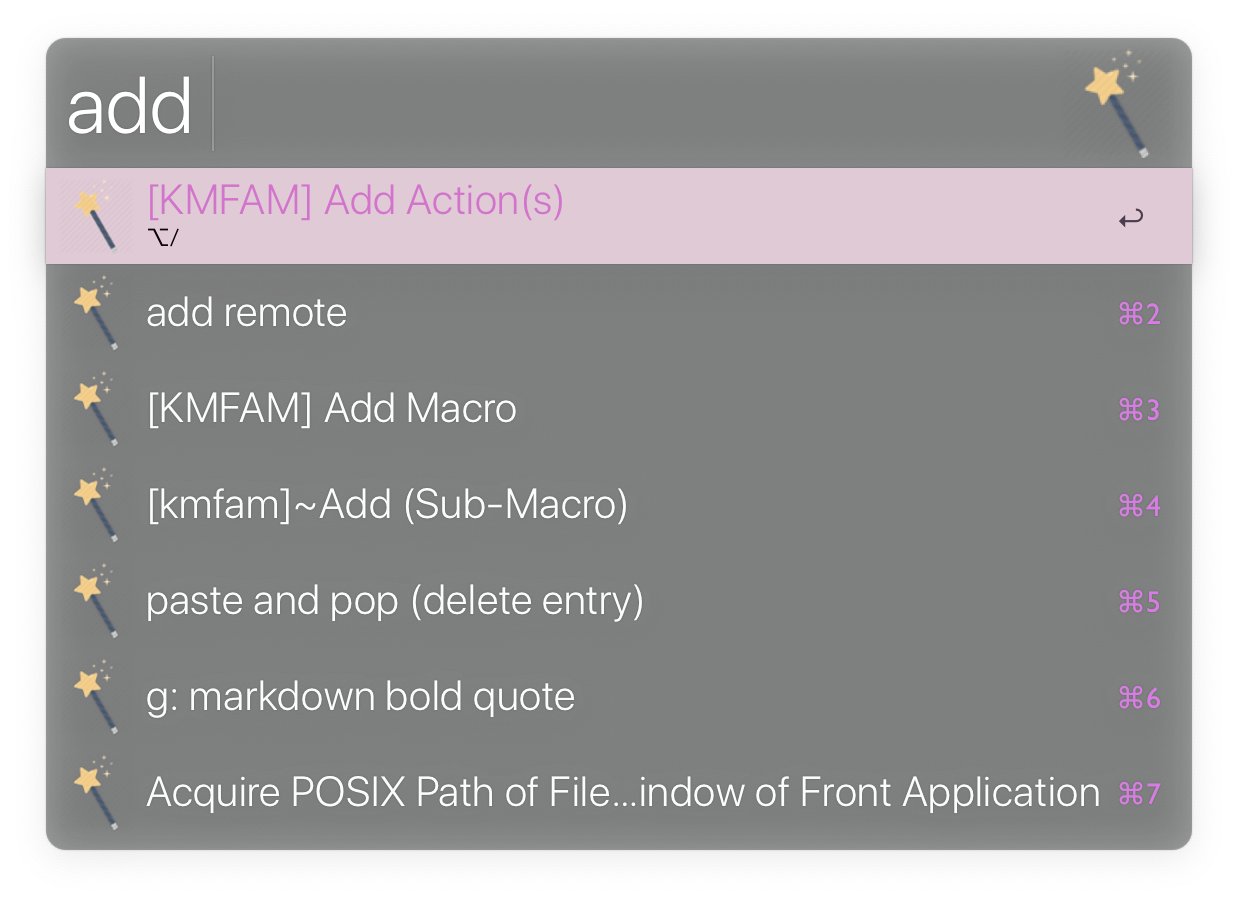 add
[KMFAM] Add Action(s)
⌥/
↩
add remote
⌘2
[KMFAM] Add Macro
⌘3
[kmfam]~Add (Sub-Macro)
⌘4
paste and pop (delete entry)
⌘5
g: markdown bold quote
⌘6
Acquire POSIX Path of File...indow of Front Application
⌘7